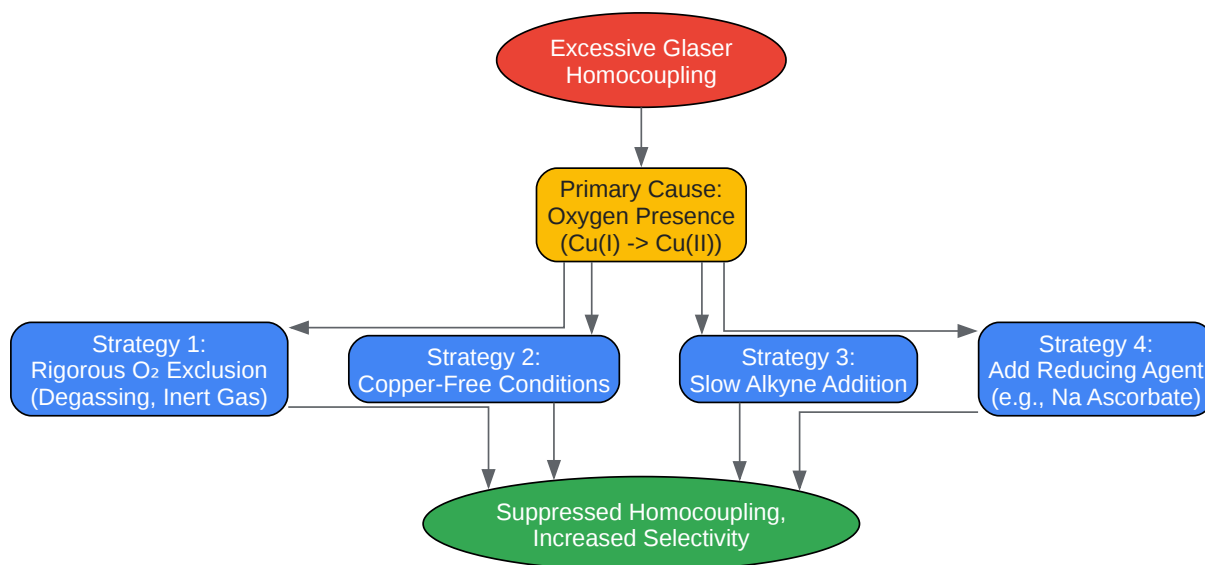 Excessive Glaser
Homocoupling
Primary Cause:
Oxygen Presence
(Cu(I) -> Cu(II))
Strategy 1:
Rigorous O₂ Exclusion
(Degassing, Inert Gas)
Strategy 2:
Copper-Free Conditions
Strategy 3:
Slow Alkyne Addition
Strategy 4:
Add Reducing Agent
(e.g., Na Ascorbate)
Suppressed Homocoupling,
Increased Selectivity